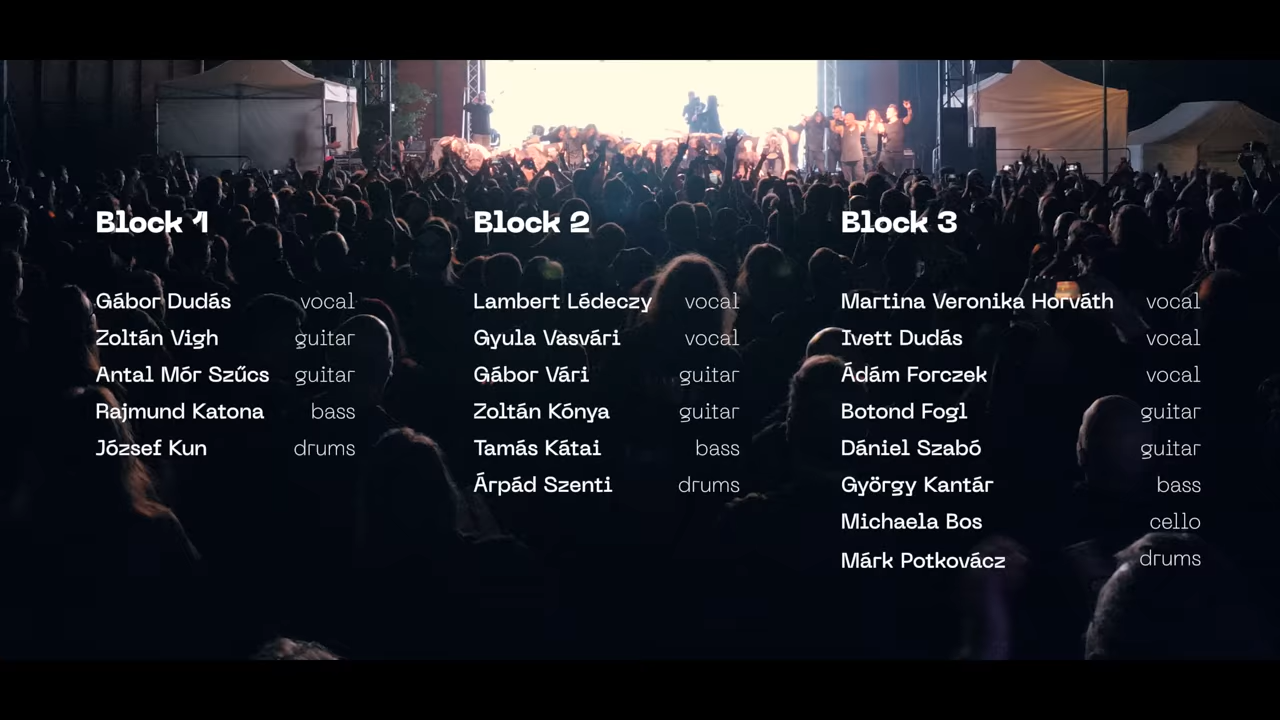 Block 1
Gábor Dudás vocal
Zoltán Vigh guitar
Antal Mór Szűcs guitar
Rajmund Katona bass
József Kun drums
Block 2
Lambert Lédeczy vocal
Gyula Vasvári vocal
Gábor Vári guitar
Zoltán Kónya guitar
Tamás Kátai bass
Árpád Szenti drums
Block 3
Martina Veronika Horváth vocal
Ivett Dudás vocal
Ádám Forczek vocal
Botond Fogl guitar
Dániel Szabó guitar
György Kantár bass
Michaela Bos cello
Márk Potkovácz drums